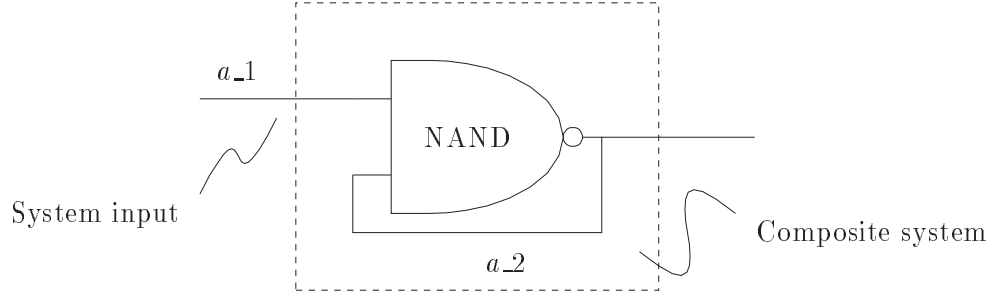 a_1
NAND
System input
Composite system
a_2